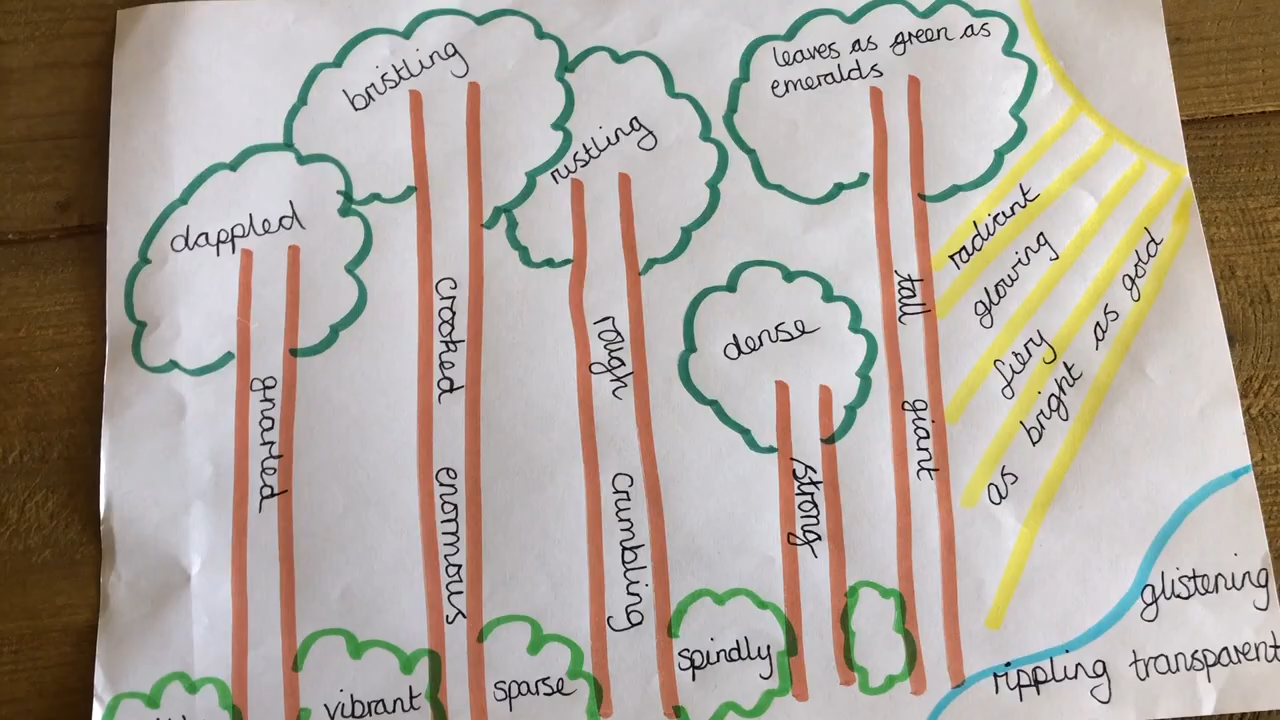 bristling
leaves as green as
emeralds
rustling
dappled
radiant
glowing
fiery
as bright as gold
dense
tall giant
crooked enormous
rough crumbling
gnarled
strong
glistening
rippling transparent
spindly
sparse
vibrant